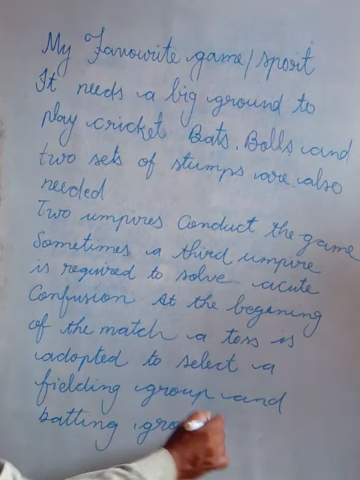 My Favourite game/sport
It needs a big ground to
play cricket Bats, Balls and
two sets of stumps are also
needed
Two umpires Conduct the game
Sometimes a third umpire
is required to solve acute
Confusion At the begening
of the match a toss is
adopted to select a
fielding group and
batting gro